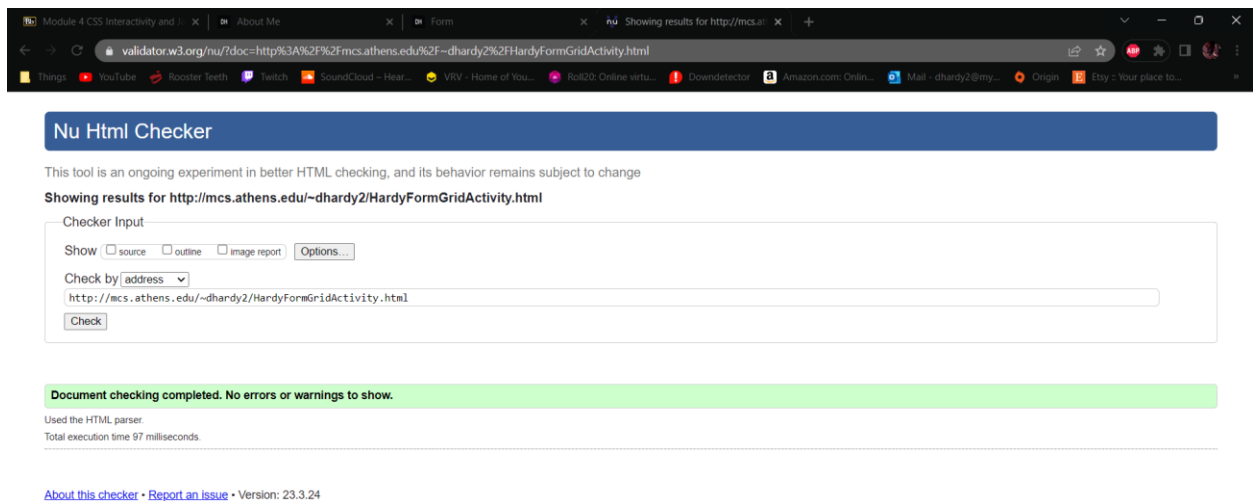 Module 4 CSS Interactivity and Ja
About Me
Form
Showing results for http://mcs.at
validator.w3.org/nu/?doc=http%3A%2F%2Fmcs.athens.edu%2F~dhardy2%2FHardyFormGridActivity.html
Things YouTube Rooster Teeth Twitch SoundCloud – Hear... VRV - Home of You... Roll20: Online virtu... Downdetector Amazon.com: Onlin... Mail - dhardy2@my... Origin Etsy :: Your place to... »
Nu Html Checker
This tool is an ongoing experiment in better HTML checking, and its behavior remains subject to change
Showing results for http://mcs.athens.edu/~dhardy2/HardyFormGridActivity.html
Checker Input
Show source outline image report Options...
Check by address
http://mcs.athens.edu/~dhardy2/HardyFormGridActivity.html
Check
Document checking completed. No errors or warnings to show.
Used the HTML parser.
Total execution time 97 milliseconds.
About this checker • Report an issue • Version: 23.3.24